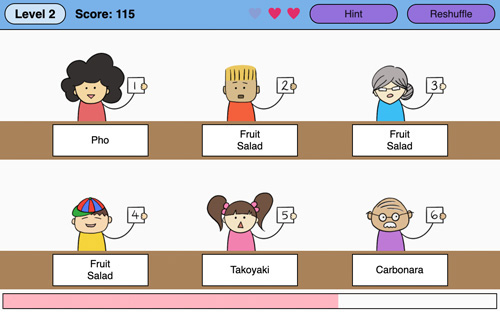 Level 2
Score: 115
Hint
Reshuffle
1
2
3
Pho
Fruit
Salad
Fruit
Salad
4
5
6
Fruit
Salad
Takoyaki
Carbonara